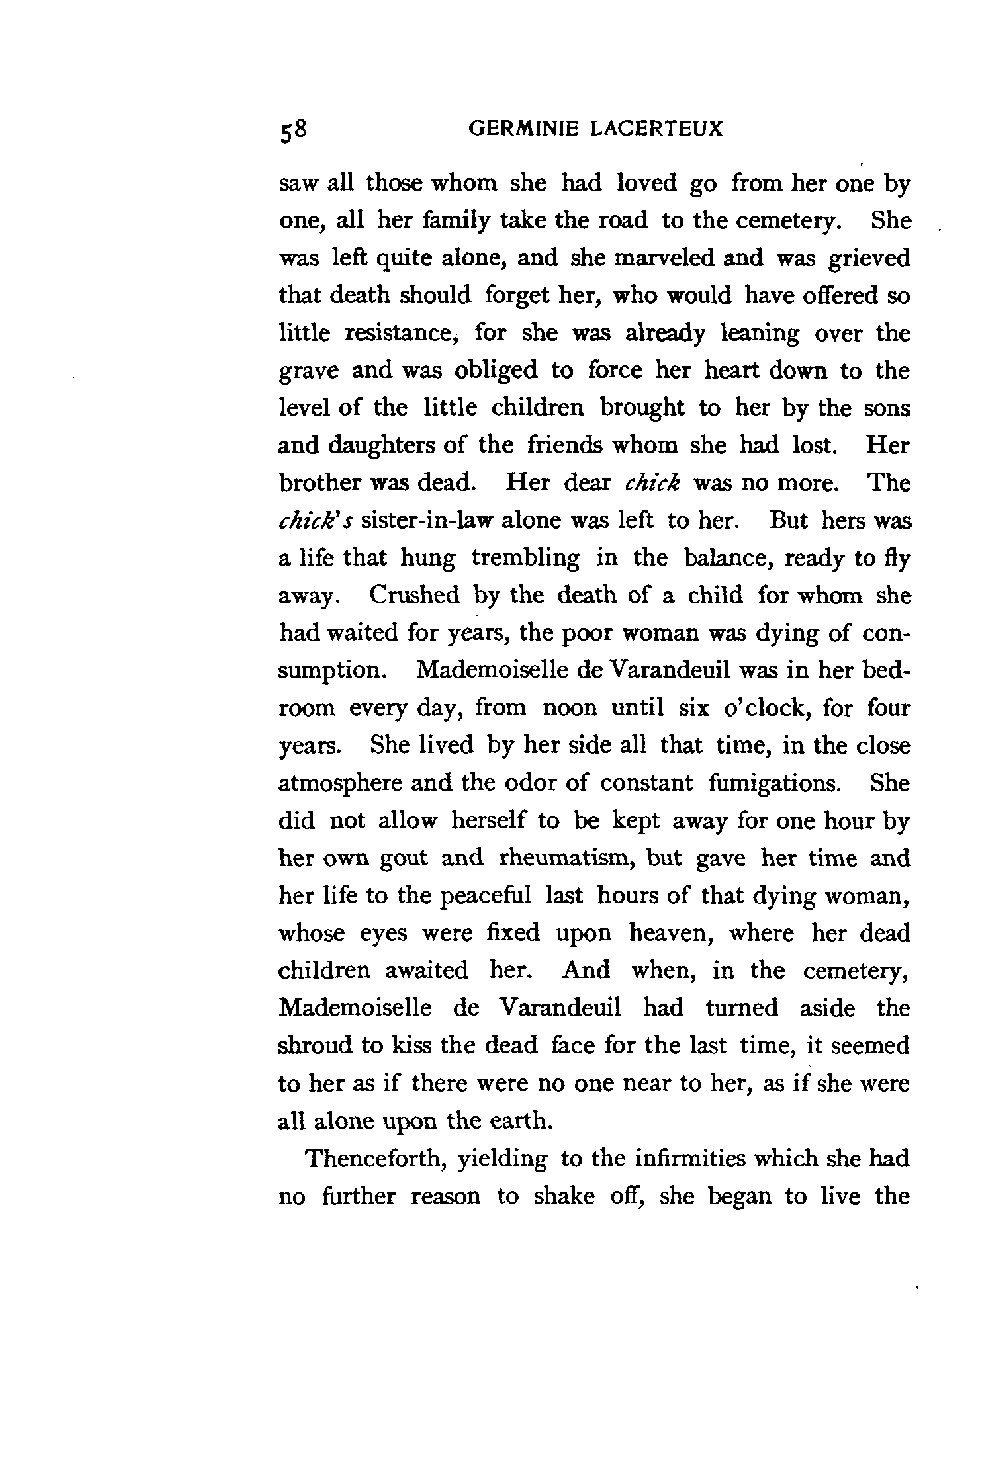 58 GERMINIE LACERTEUX
saw all those whom she had loved go from her one by
one, all her family take the road to the cemetery. She
was left quite alone, and she marveled and was grieved
that death should forget her, who would have offered so
little resistance, for she was already leaning over the
grave and was obliged to force her heart down to the
level of the little children brought to her by the sons
and daughters of the friends whom she had lost. Her
brother was dead. Her dear chick was no more. The
chick's sister-in-law alone was left to her. But hers was
a life that hung trembling in the balance, ready to fly
away. Crushed by the death of a child for whom she
had waited for years, the poor woman was dying of con-
sumption. Mademoiselle de Varandeuil was in her bed-
room every day, from noon until six o'clock, for four
years. She lived by her side all that time, in the close
atmosphere and the odor of constant fumigations. She
did not allow herself to be kept away for one hour by
her own gout and rheumatism, but gave her time and
her life to the peaceful last hours of that dying woman,
whose eyes were fixed upon heaven, where her dead
children awaited her. And when, in the cemetery,
Mademoiselle de Varandeuil had turned aside the
shroud to kiss the dead face for the last time, it seemed
to her as if there were no one near to her, as if she were
all alone upon the earth.
Thenceforth, yielding to the infirmities which she had
no further reason to shake off, she began to live the